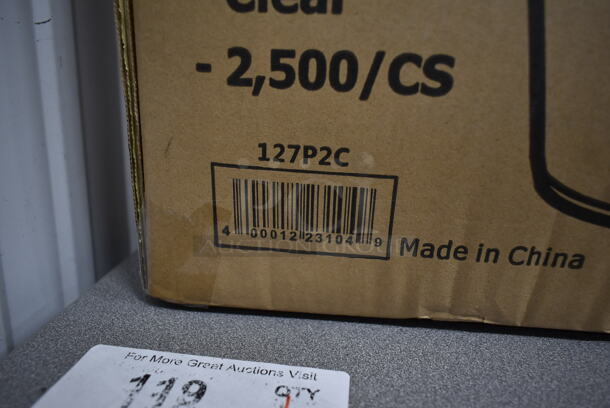 Clear
- 2,500/CS
127P2C
4 00012 23104 9
Made in China
For More Great Auctions Visit
119 QTY